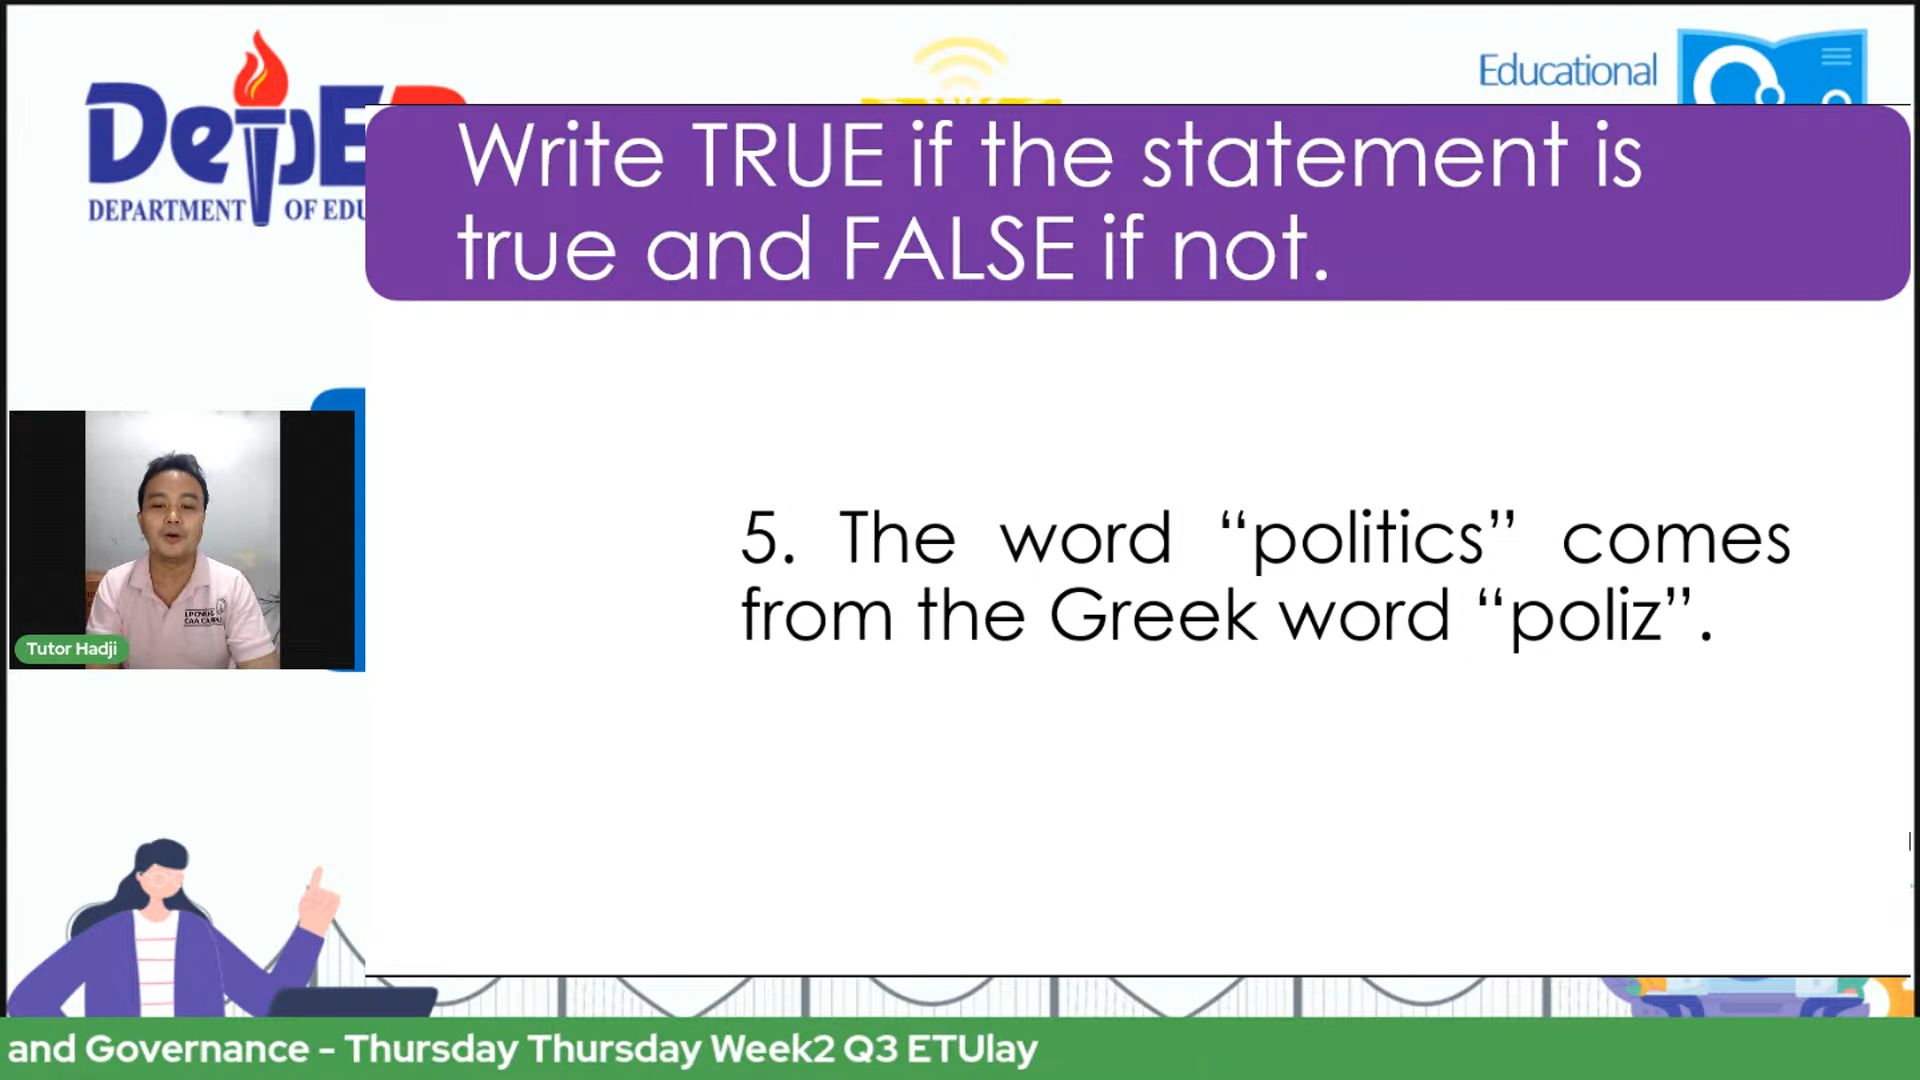 DepE
DEPARTMENT OF EDU
Educational
Write TRUE if the statement is
true and FALSE if not.
5. The word “politics” comes
from the Greek word “poliz”.
Tutor Hadji
and Governance - Thursday Thursday Week2 Q3 ETUlay